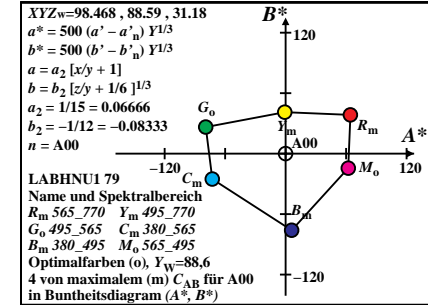 XYZw=98.468 , 88.59 , 31.18
a* = 500 (a' – a'n) Y1/3
b* = 500 (b' – b'n) Y1/3
a = a2 [x/y + 1]
b = b2 [z/y + 1/6 ]1/3
a2 = 1/15 = 0.06666
b2 = –1/12 = –0.08333
n = A00
LABHNU1 79
Name und Spektralbereich
Rm 565_770 Ym 495_770
Go 495_565 Cm 380_565
Bm 380_495 Mo 565_495
Optimalfarben (o), YW=88,6
4 von maximalem (m) CAB für A00
in Buntheitsdiagram (A*, B*)
B*
120
Go
Ym
Rm
A00
A*
–120
120
Cm
Mo
Bm
–120